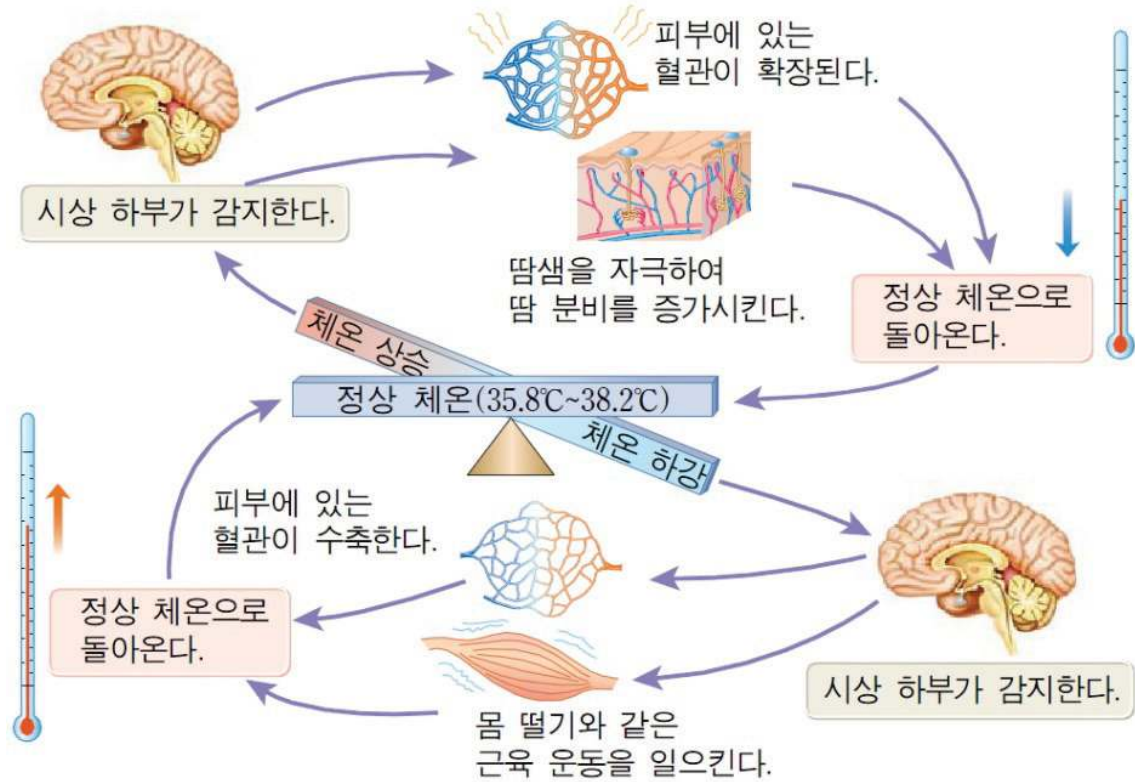 피부에 있는
혈관이 확장된다.
시상 하부가 감지한다.
땀샘을 자극하여
땀 분비를 증가시킨다.
정상 체온으로
돌아온다.
체온 상승
정상 체온(35.8℃~38.2℃)
체온 하강
피부에 있는
혈관이 수축한다.
정상 체온으로
돌아온다.
시상 하부가 감지한다.
몸 떨기와 같은
근육 운동을 일으킨다.